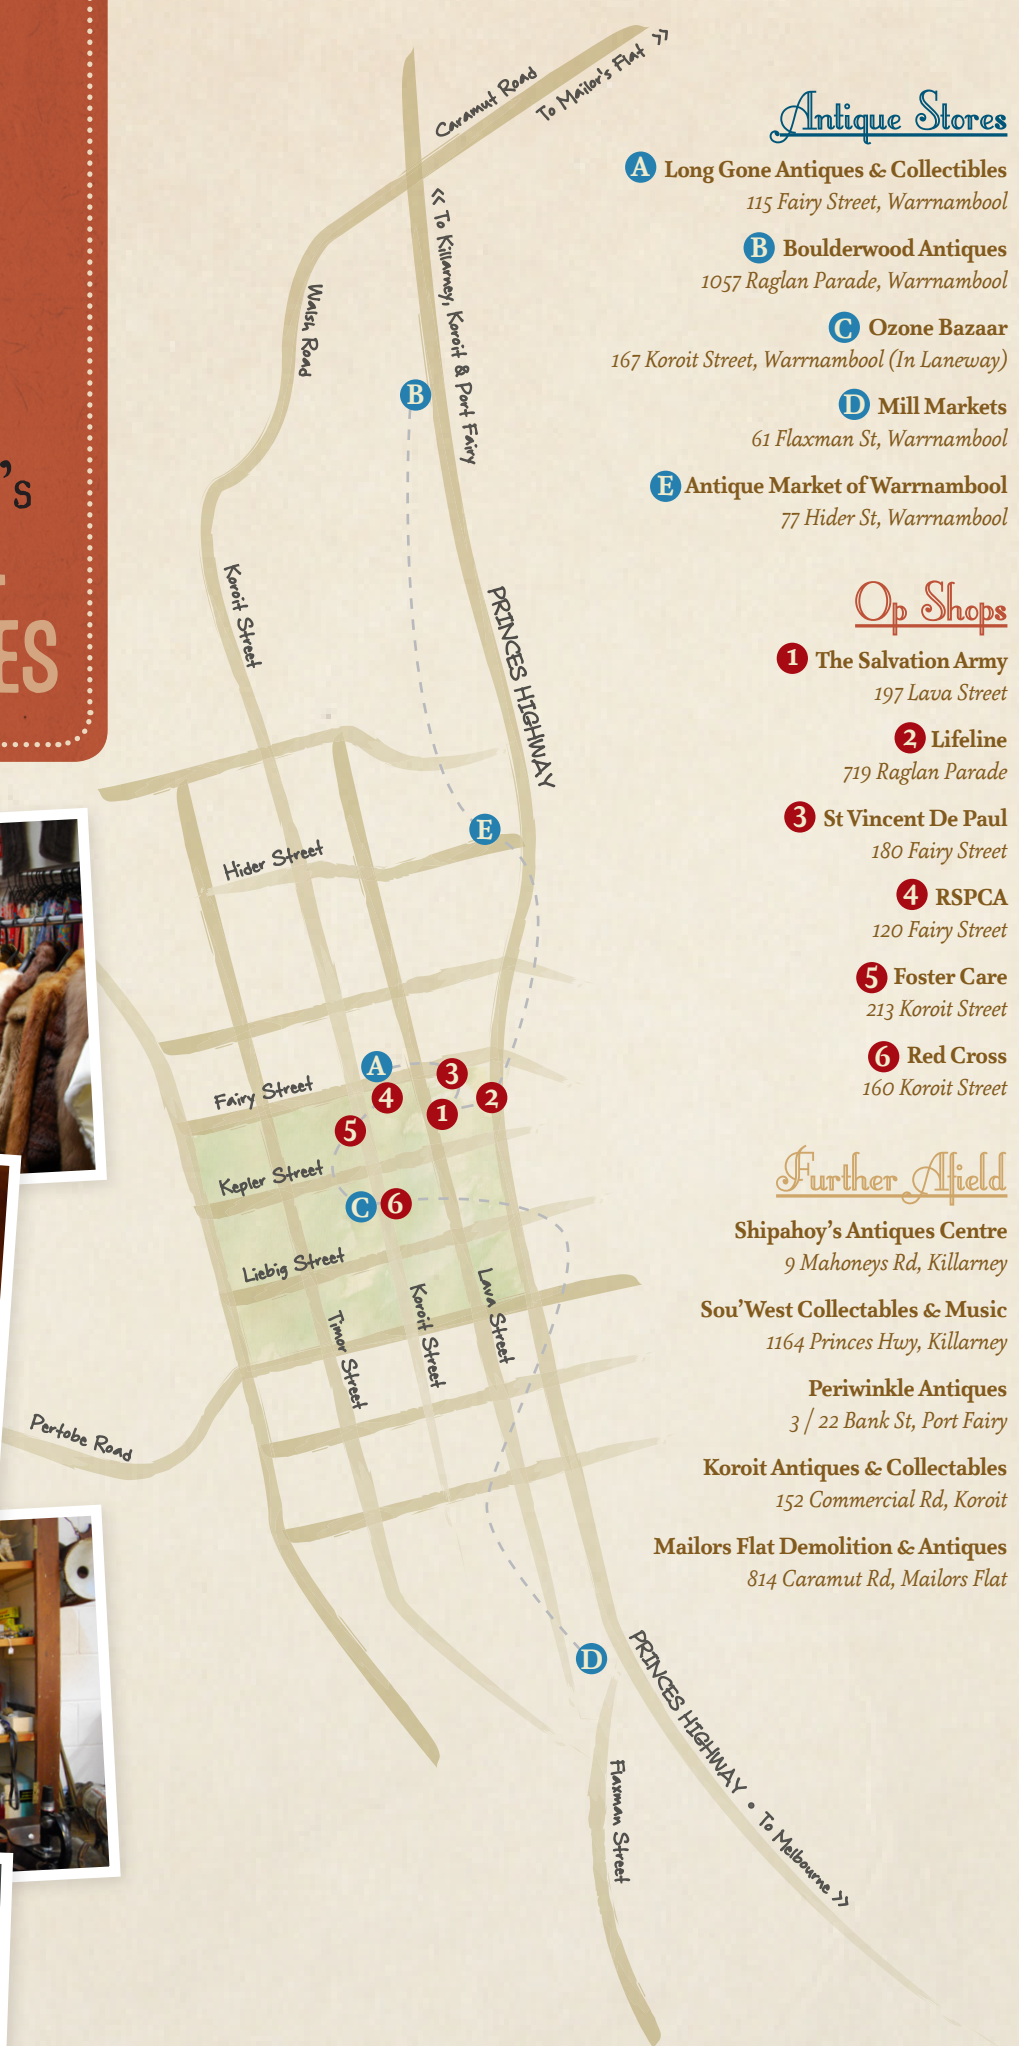 's
ES
Caramut Road
To Mailor's Flat >>
<< To Killarney, Koroit & Port Fairy
Walsh Road
B
Koroit Street
PRINCES HIGHWAY
E
Hider Street
A
3
Fairy Street
4
2
1
5
Kepler Street
C
6
Liebig Street
Timor Street
Koroit Street
Lava Street
Pertobe Road
D
PRINCES HIGHWAY • To Melbourne >>
Flaxman Street
Antique Stores
A Long Gone Antiques & Collectibles
115 Fairy Street, Warrnambool
B Boulderwood Antiques
1057 Raglan Parade, Warrnambool
C Ozone Bazaar
167 Koroit Street, Warrnambool (In Laneway)
D Mill Markets
61 Flaxman St, Warrnambool
E Antique Market of Warrnambool
77 Hider St, Warrnambool
Op Shops
1 The Salvation Army
197 Lava Street
2 Lifeline
719 Raglan Parade
3 St Vincent De Paul
180 Fairy Street
4 RSPCA
120 Fairy Street
5 Foster Care
213 Koroit Street
6 Red Cross
160 Koroit Street
Further Afield
Shipahoy's Antiques Centre
9 Mahoneys Rd, Killarney
Sou'West Collectables & Music
1164 Princes Hwy, Killarney
Periwinkle Antiques
3 / 22 Bank St, Port Fairy
Koroit Antiques & Collectables
152 Commercial Rd, Koroit
Mailors Flat Demolition & Antiques
814 Caramut Rd, Mailors Flat